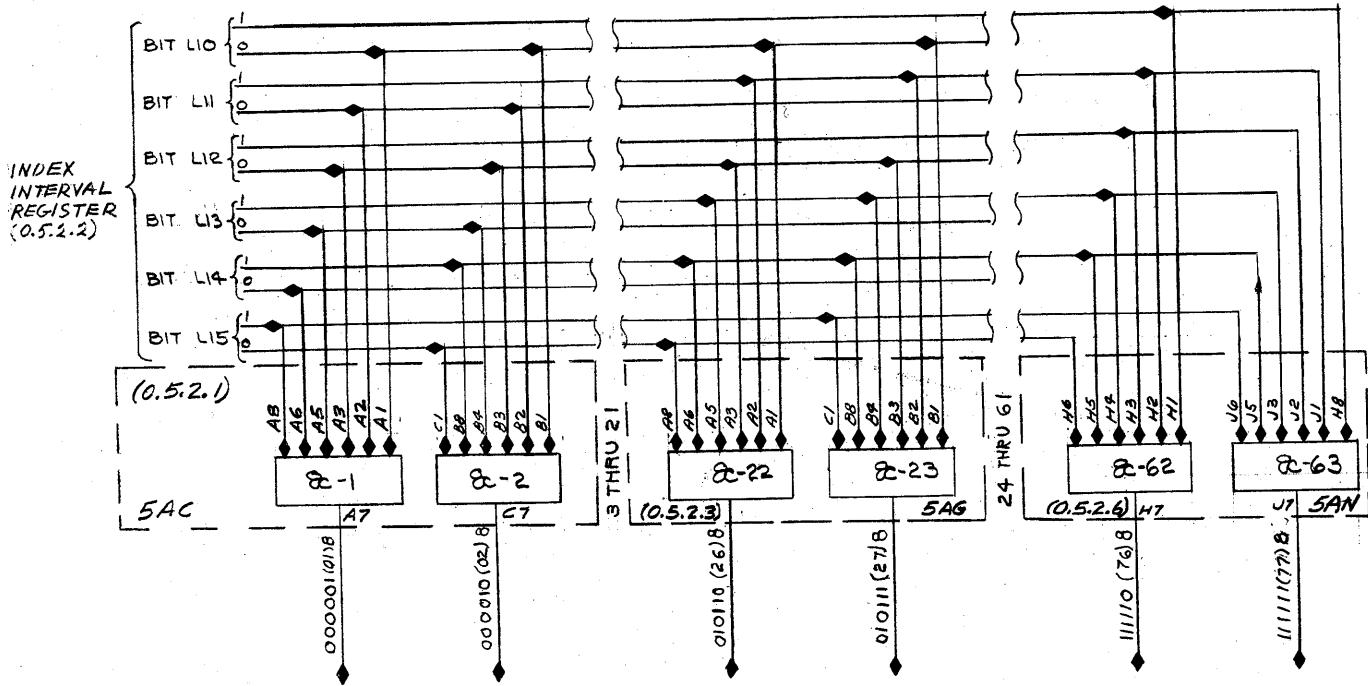 BIT L10 { 1
0
BIT L11 { 1
0
BIT L12 { 1
0
BIT L13 { 1
0
BIT L14 { 1
0
BIT L15 { 1
0
INDEX
INTERVAL
REGISTER
(0.5.2.2)
(0.5.2.1)
A8 A6 A5 A3 A2 A1
C1 B8 B4 B3 B2 B1
A8 A6 A5 A3 A2 A1
C1 B8 B4 B3 B2 B1
H6 H5 H4 H3 H2 H1
J6 J5 J3 J2 J1 H8
&C-1
&C-2
&C-22
&C-23
&C-62
&C-63
3 THRU 21
24 THRU 61
5AC
A7
C7
(0.5.2.3)
5AG
(0.5.2.6)
H7
J7
5AN
000001(01)8
000010(02)8
010110(26)8
010111(27)8
111110(76)8
111111(77)8